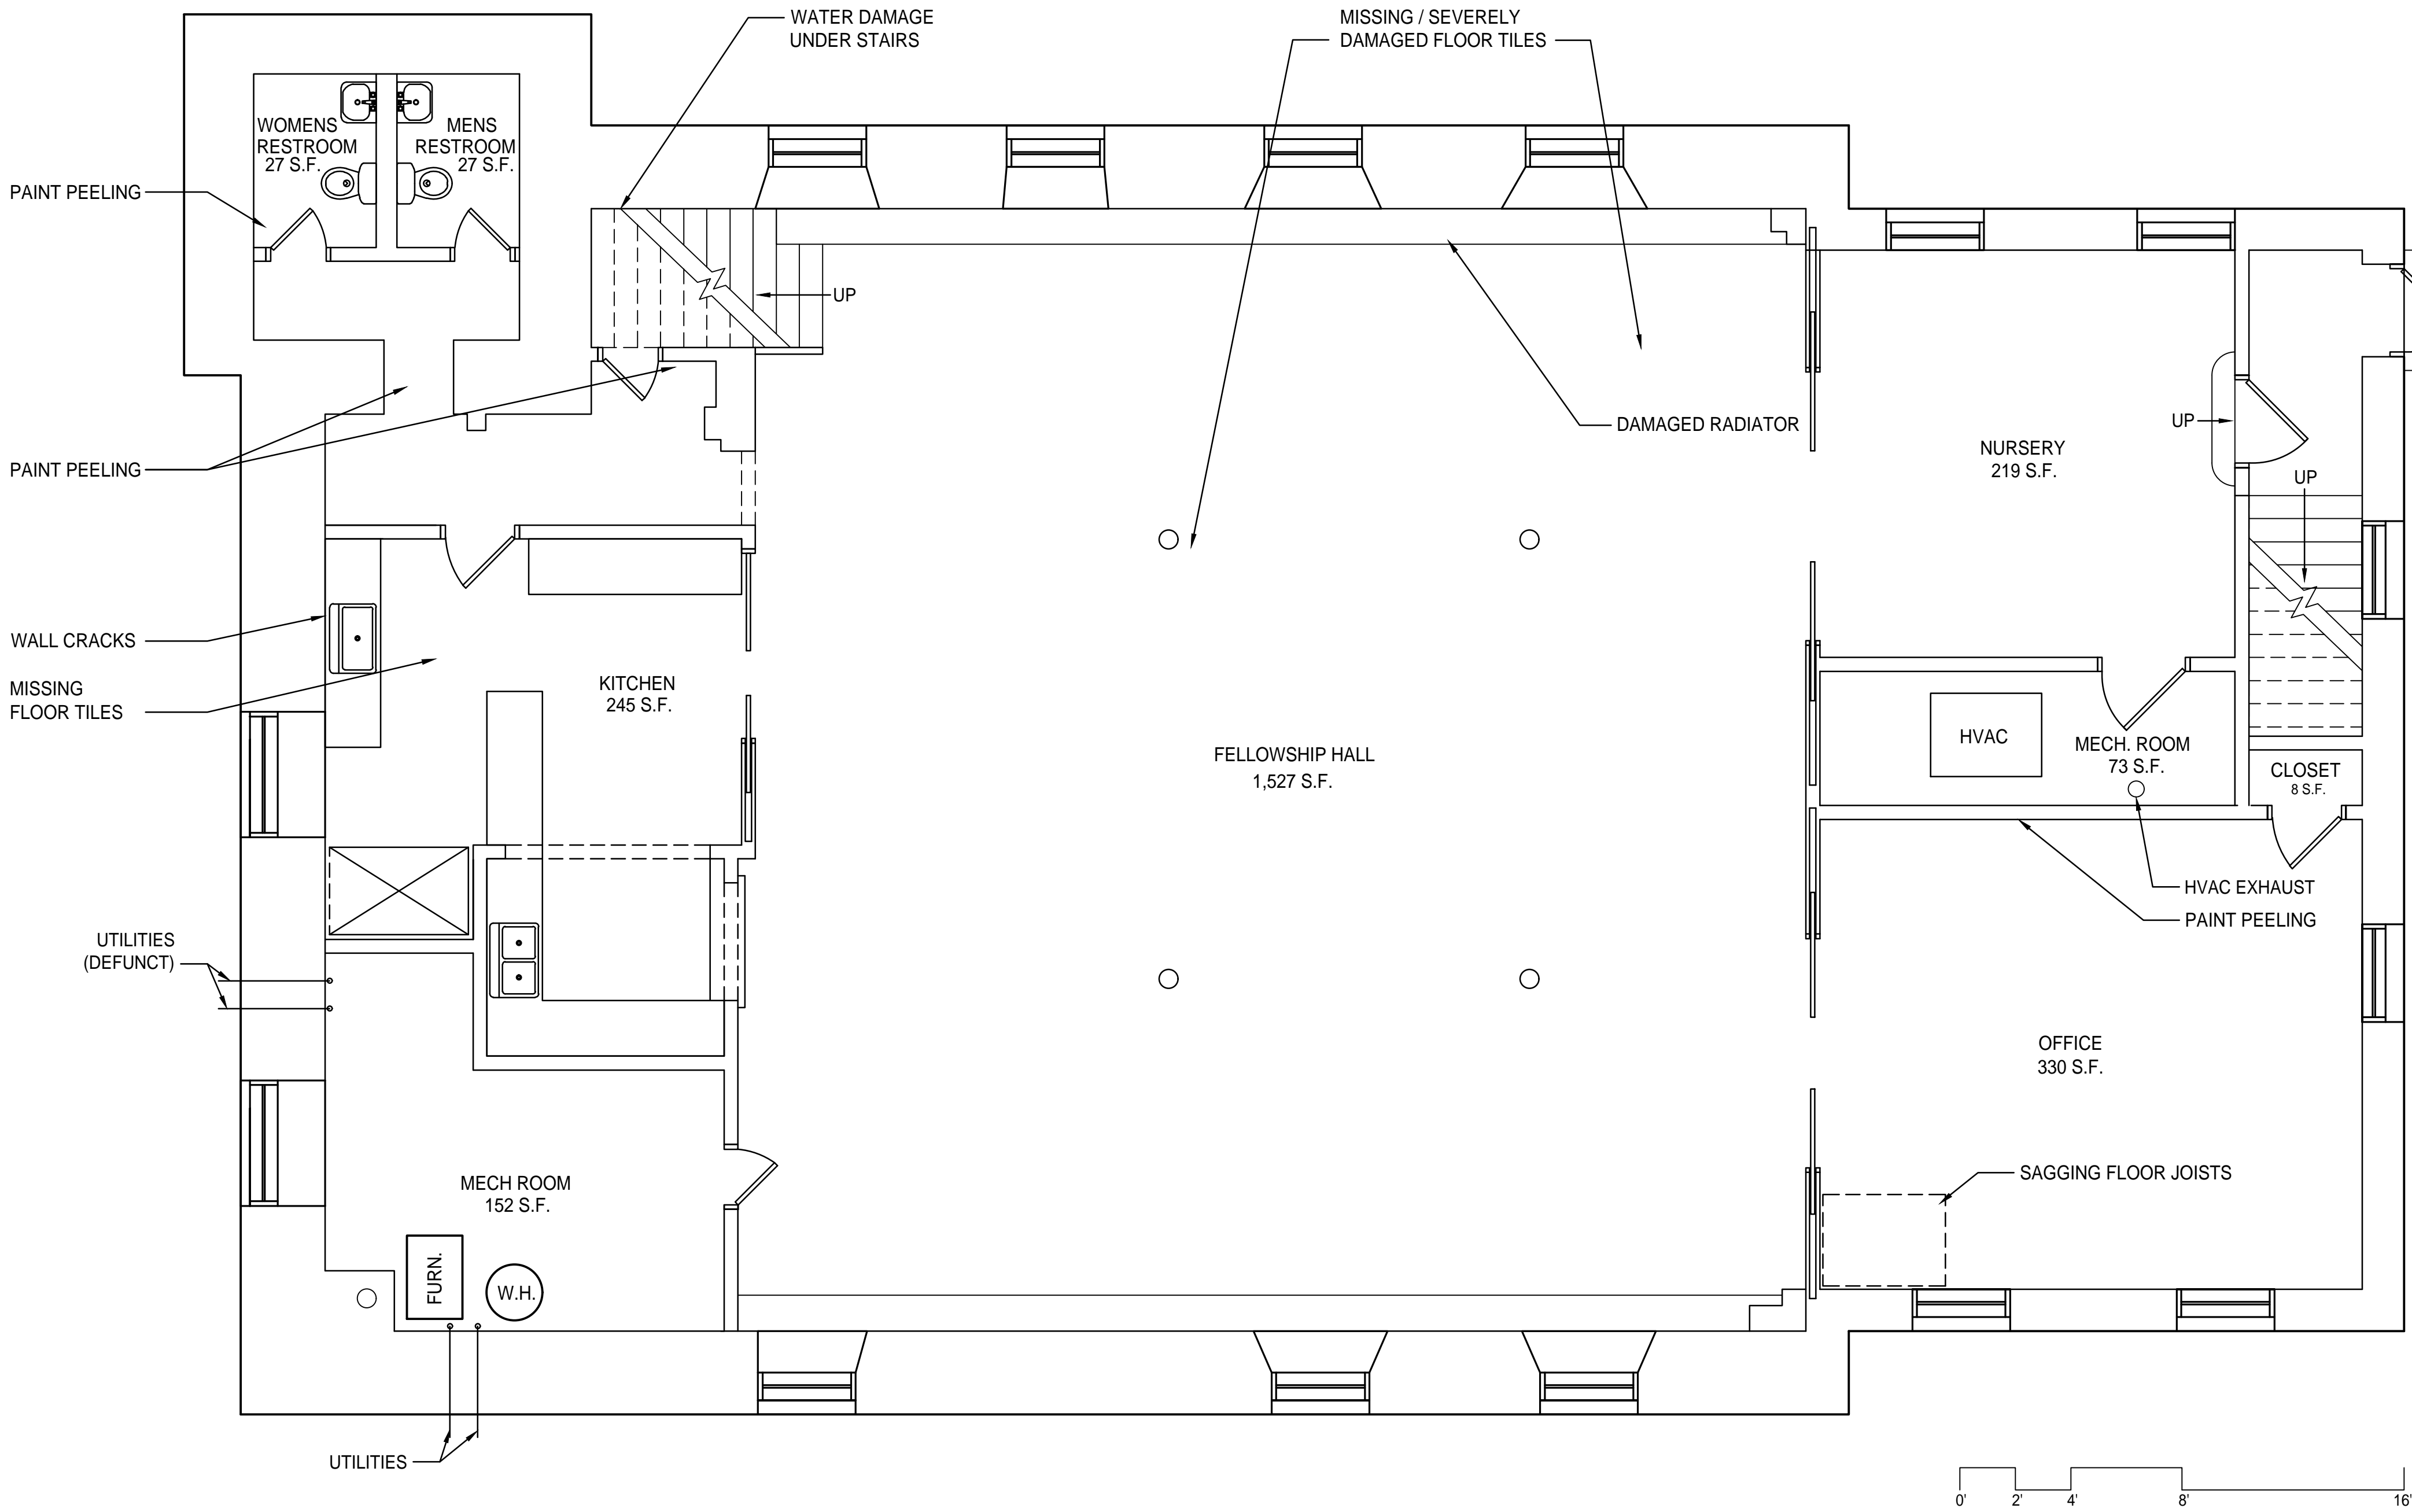 WATER DAMAGE
UNDER STAIRS
MISSING / SEVERELY
DAMAGED FLOOR TILES
WOMENS
RESTROOM
27 S.F.
MENS
RESTROOM
27 S.F.
PAINT PEELING
UP
DAMAGED RADIATOR
UP
NURSERY
219 S.F.
PAINT PEELING
UP
WALL CRACKS
MISSING
FLOOR TILES
KITCHEN
245 S.F.
FELLOWSHIP HALL
1,527 S.F.
HVAC
MECH. ROOM
73 S.F.
CLOSET
8 S.F.
HVAC EXHAUST
PAINT PEELING
UTILITIES
(DEFUNCT)
OFFICE
330 S.F.
MECH ROOM
152 S.F.
SAGGING FLOOR JOISTS
FURN.
W.H.
UTILITIES
0' 2' 4' 8' 16'